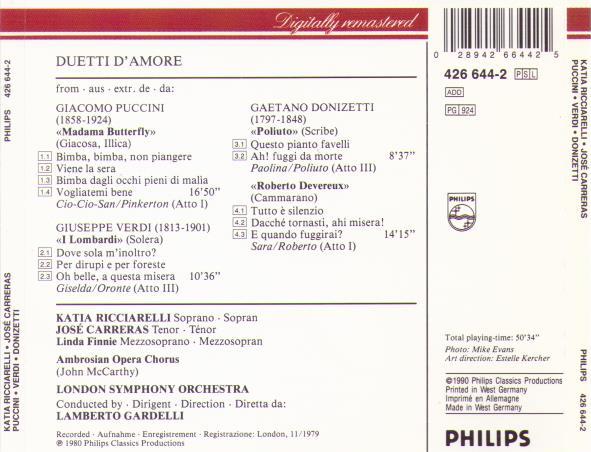 Digitally remastered
DUETTI D'AMORE
from · aus · extr. de · da:
GIACOMO PUCCINI
(1858-1924)
«Madama Butterfly»
(Giacosa, Illica)
1.1 Bimba, bimba, non piangere
1.2 Viene la sera
1.3 Bimba dagli occhi pieni di malia
1.4 Vogliatemi bene 16'50"
Cio-Cio-San/Pinkerton (Atto I)
GIUSEPPE VERDI (1813-1901)
«I Lombardi» (Solera)
2.1 Dove sola m'inoltro?
2.2 Per dirupi e per foreste
2.3 Oh belle, a questa misera 10'36"
Giselda/Oronte (Atto III)
GAETANO DONIZETTI
(1797-1848)
«Poliuto» (Scribe)
3.1 Questo pianto favelli
3.2 Ah! fuggi da morte 8'37"
Paolina/Poliuto (Atto III)
«Roberto Devereux»
(Cammarano)
4.1 Tutto è silenzio
4.2 Dacché tornasti, ahi misera!
4.3 E quando fuggirai? 14'15"
Sara/Roberto (Atto I)
KATIA RICCIARELLI Soprano · Sopran
JOSÉ CARRERAS Tenor · Ténor
Linda Finnie Mezzosoprano · Mezzosopran
Ambrosian Opera Chorus
(John McCarthy)
LONDON SYMPHONY ORCHESTRA
Conducted by · Dirigent · Direction · Diretta da:
LAMBERTO GARDELLI
Recorded · Aufnahme · Enregistrement · Registrazione: London, 11/1979
℗ 1980 Philips Classics Productions
0 28942 66442 5
426 644-2 PSL
ADD
PG 924
PHILIPS
Total playing-time: 50'34"
Photo: Mike Evans
Art direction: Estelle Kercher
©1990 Philips Classics Productions
Printed in West Germany
Imprimé en Allemagne
Made in West Germany
PHILIPS
PHILIPS 426 644-2
KATIA RICCIARELLI • JOSÉ CARRERAS
PUCCINI • VERDI • DONIZETTI
KATIA RICCIARELLI • JOSÉ CARRERAS
PUCCINI • VERDI • DONIZETTI
PHILIPS 426 644-2